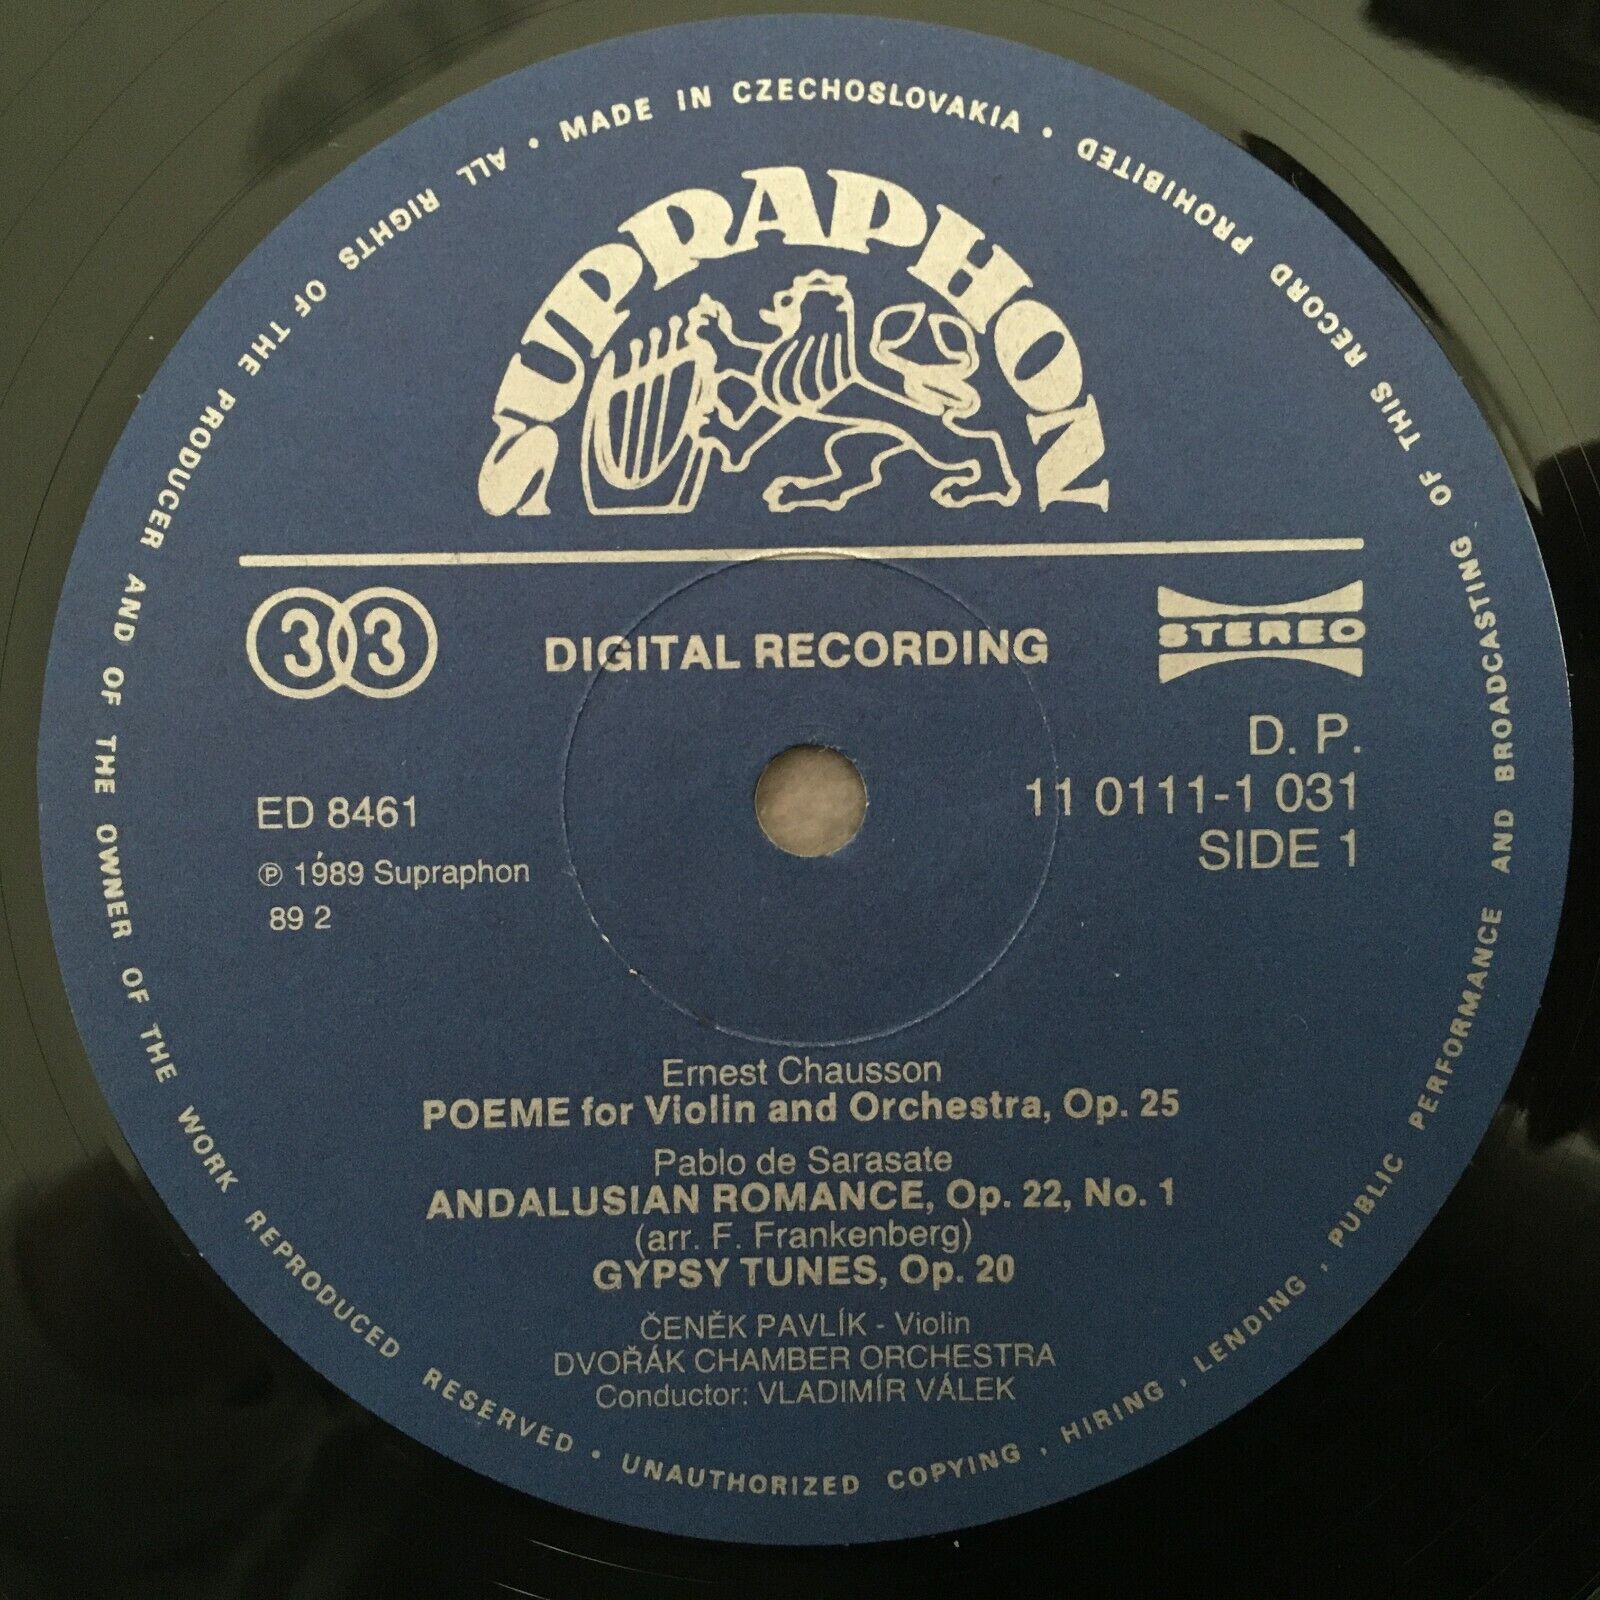 ALL RIGHTS OF THE PRODUCER AND OF THE OWNER OF THE WORK REPRODUCED RESERVED • UNAUTHORIZED COPYING , HIRING , LENDING , PUBLIC PERFORMANCE AND BROADCASTING OF THIS RECORD PROHIBITED • MADE IN CZECHOSLOVAKIA •
SUPRAPHON
33
DIGITAL RECORDING
STEREO
D. P.
ED 8461
11 0111-1 031
SIDE 1
℗ 1989 Supraphon
89 2
Ernest Chausson
POEME for Violin and Orchestra, Op. 25
Pablo de Sarasate
ANDALUSIAN ROMANCE, Op. 22, No. 1
(arr. F. Frankenberg)
GYPSY TUNES, Op. 20
ČENĚK PAVLÍK - Violin
DVOŘÁK CHAMBER ORCHESTRA
Conductor: VLADIMÍR VÁLEK